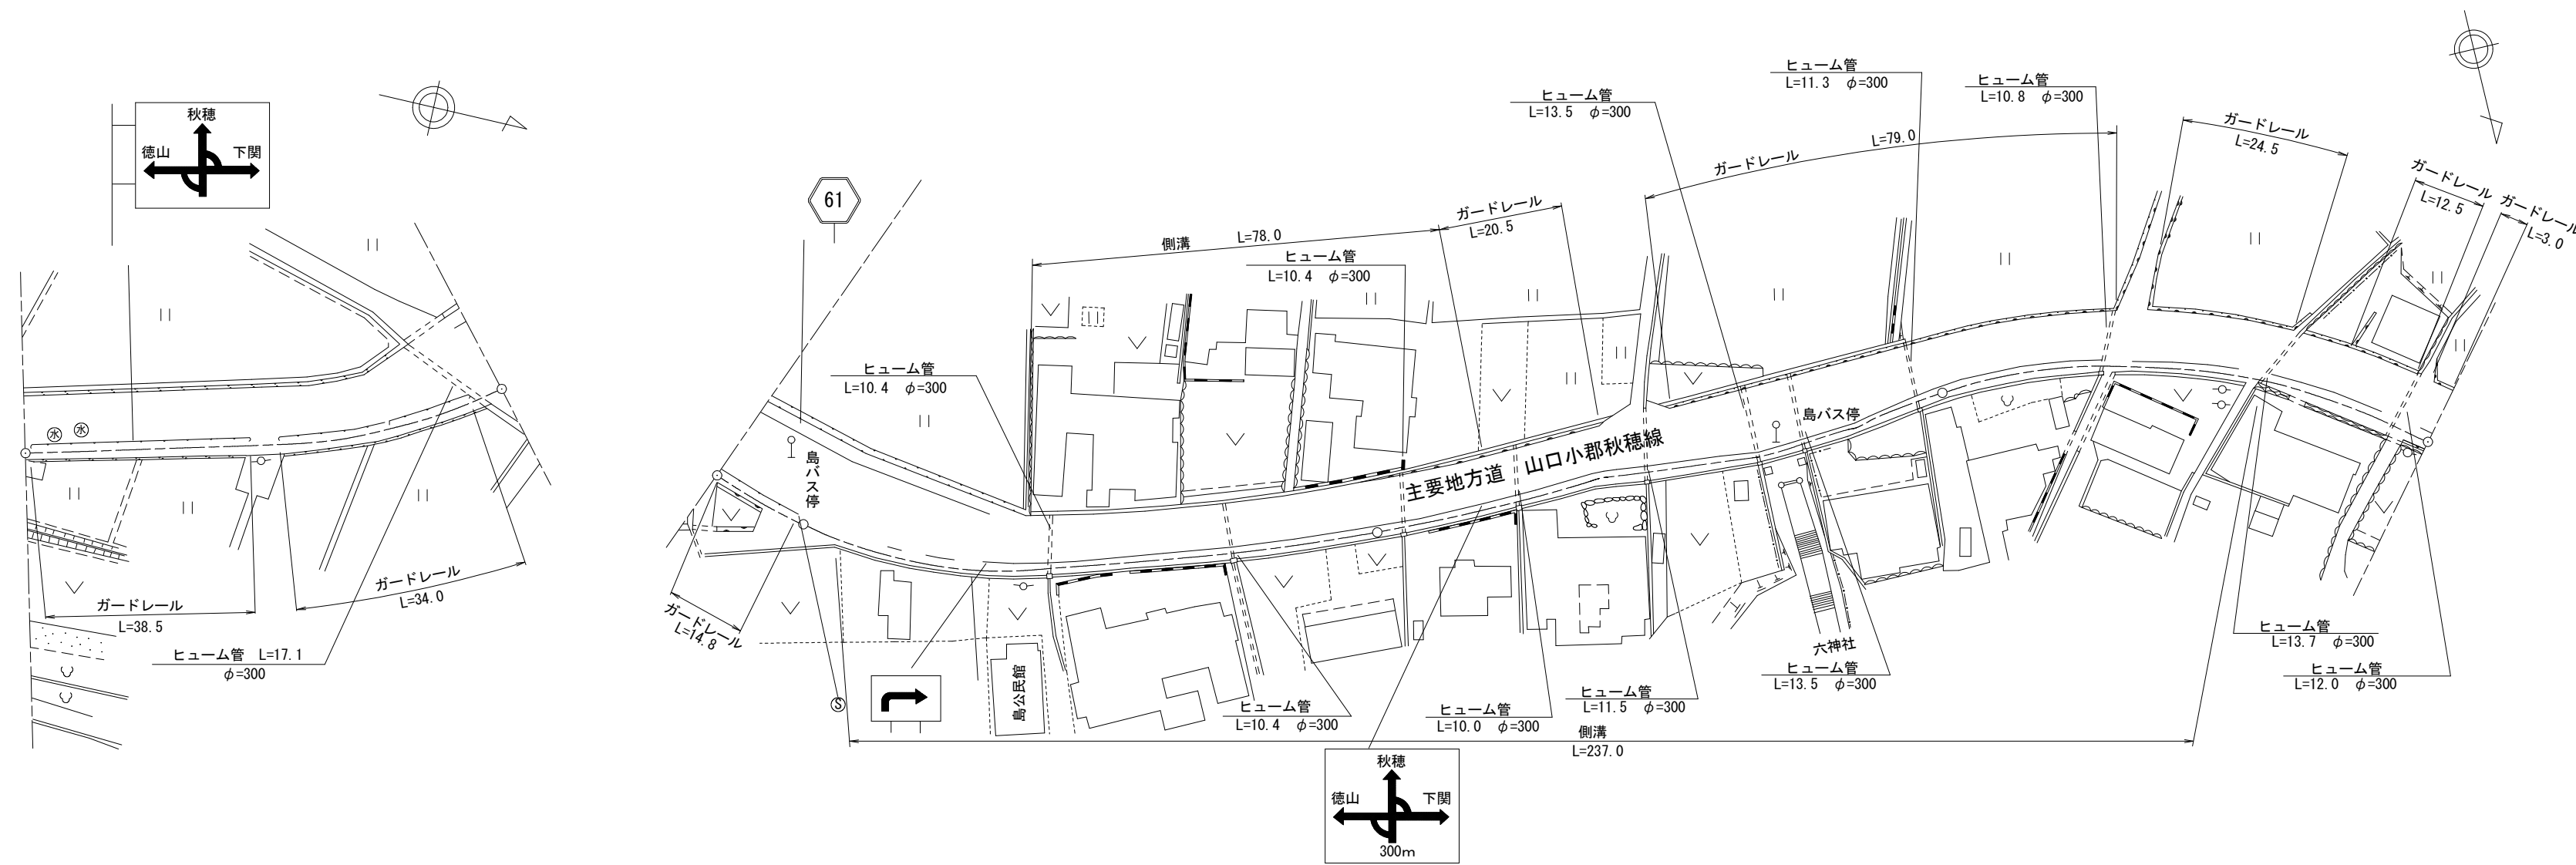 秋穂
徳山 下関
水 水
ガードレール
L=38.5
ガードレール
L=34.0
ヒューム管 L=17.1
φ=300
61
島バス停
ヒューム管
L=10.4 φ=300
側溝 L=78.0
ヒューム管
L=10.4 φ=300
ガードレール
L=20.5
ヒューム管
L=13.5 φ=300
ガードレール L=79.0
ヒューム管
L=11.3 φ=300
ヒューム管
L=10.8 φ=300
ガードレール
L=24.5
ガードレール
L=12.5
ガードレール
L=3.0
主要地方道 山口小郡秋穂線
島バス停
ガードレール
L=14.8
S
島公民館
ヒューム管
L=10.4 φ=300
ヒューム管
L=10.0 φ=300
ヒューム管
L=11.5 φ=300
六神社
ヒューム管
L=13.5 φ=300
ヒューム管
L=13.7 φ=300
ヒューム管
L=12.0 φ=300
側溝
L=237.0
秋穂
徳山 下関
300m